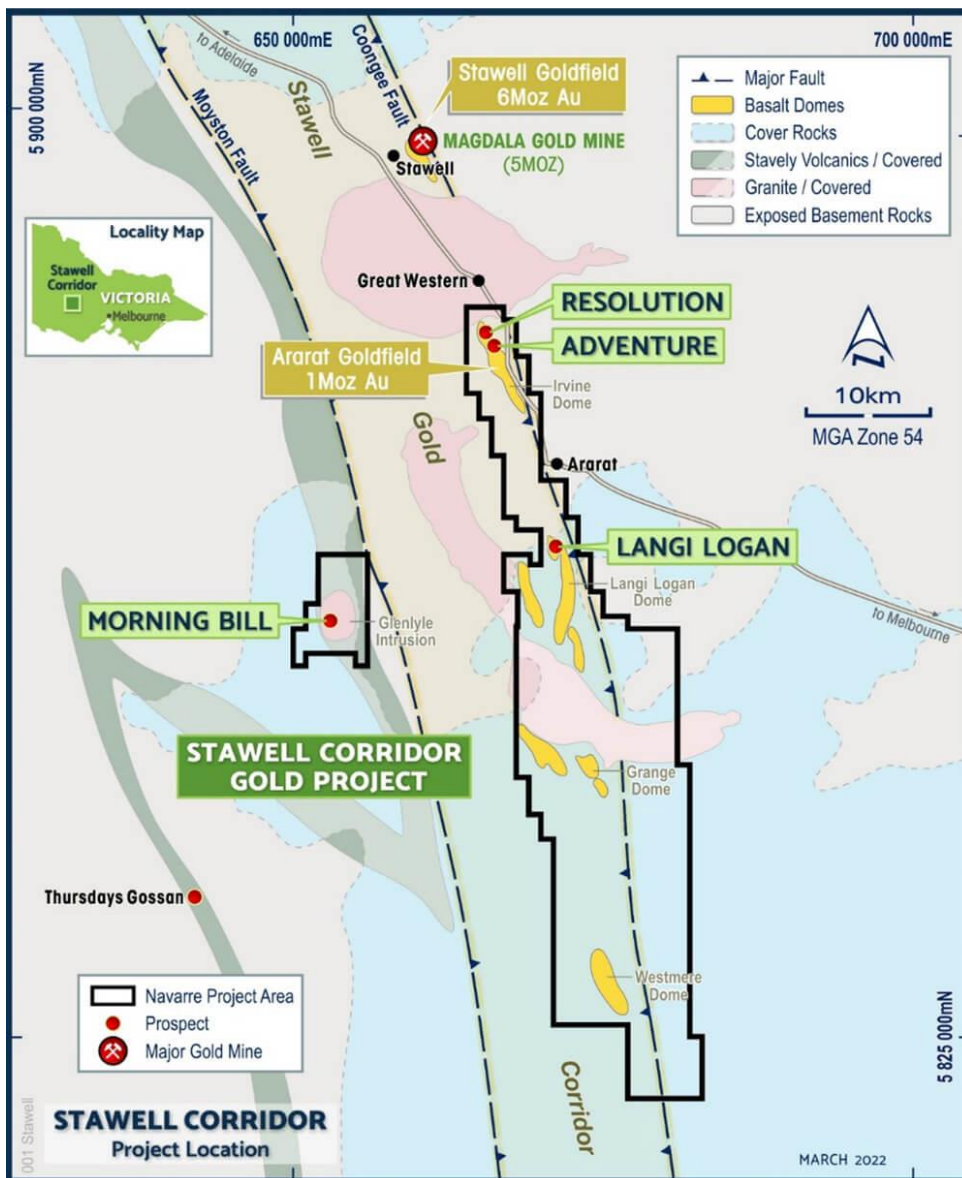 650 000mE
700 000mE
to Adelaide
Coongee Fault
Stawell Goldfield
6Moz Au
Major Fault
Basalt Domes
Cover Rocks
Stavely Volcanics / Covered
Granite / Covered
Exposed Basement Rocks
5 900 000mN
Moyston Fault
Stawell
MAGDALA GOLD MINE
(5MOZ)
Stawell
Locality Map
Stawell
Corridor
VICTORIA
Melbourne
Great Western
RESOLUTION
ADVENTURE
Ararat Goldfield
1Moz Au
Irvine
Dome
10km
MGA Zone 54
Gold
Ararat
LANGI LOGAN
Langi Logan
Dome
MORNING BILL
Glenlyle
Intrusion
to Melbourne
STAWELL CORRIDOR
GOLD PROJECT
Grange
Dome
Thursdays Gossan
Westmere
Dome
Navarre Project Area
Prospect
Major Gold Mine
5 825 000mN
Corridor
001 Stawell
STAWELL CORRIDOR
Project Location
MARCH 2022